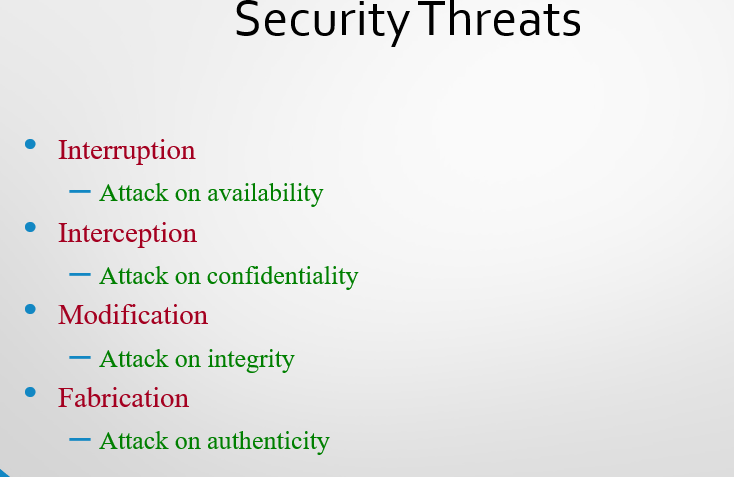 Security Threats
• Interruption
– Attack on availability
• Interception
– Attack on confidentiality
• Modification
– Attack on integrity
• Fabrication
– Attack on authenticity